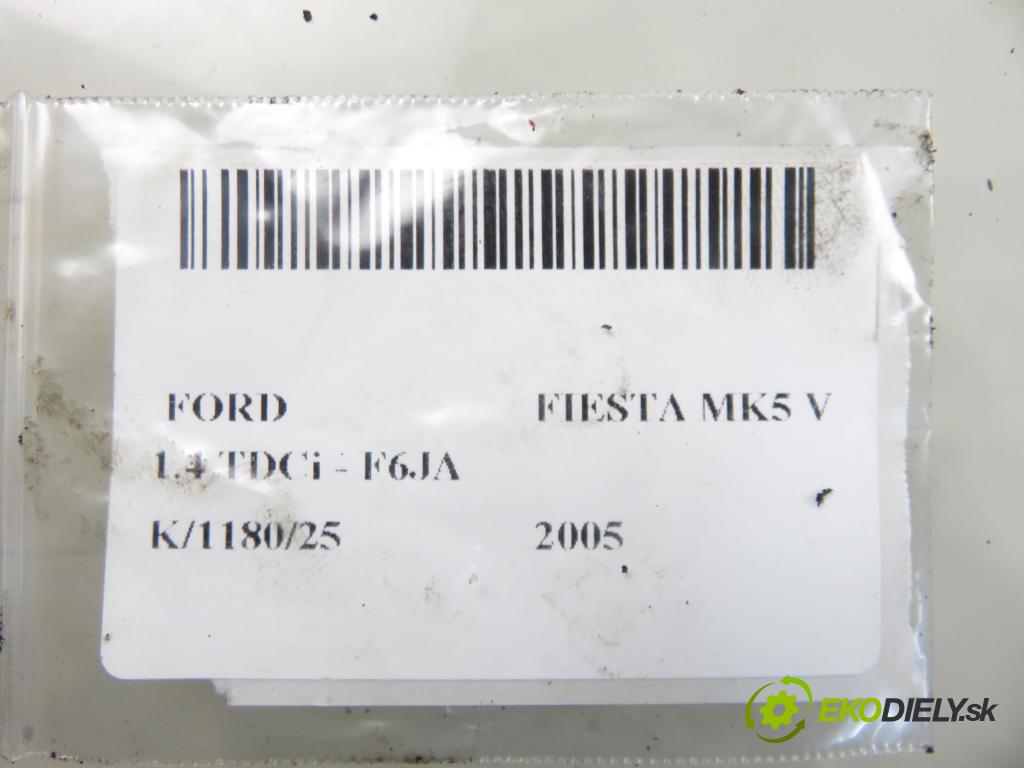 FORD FIESTA MK5 V
1.4 TDCi - F6JA
K/1180/25 2005
EKODIELY.sk